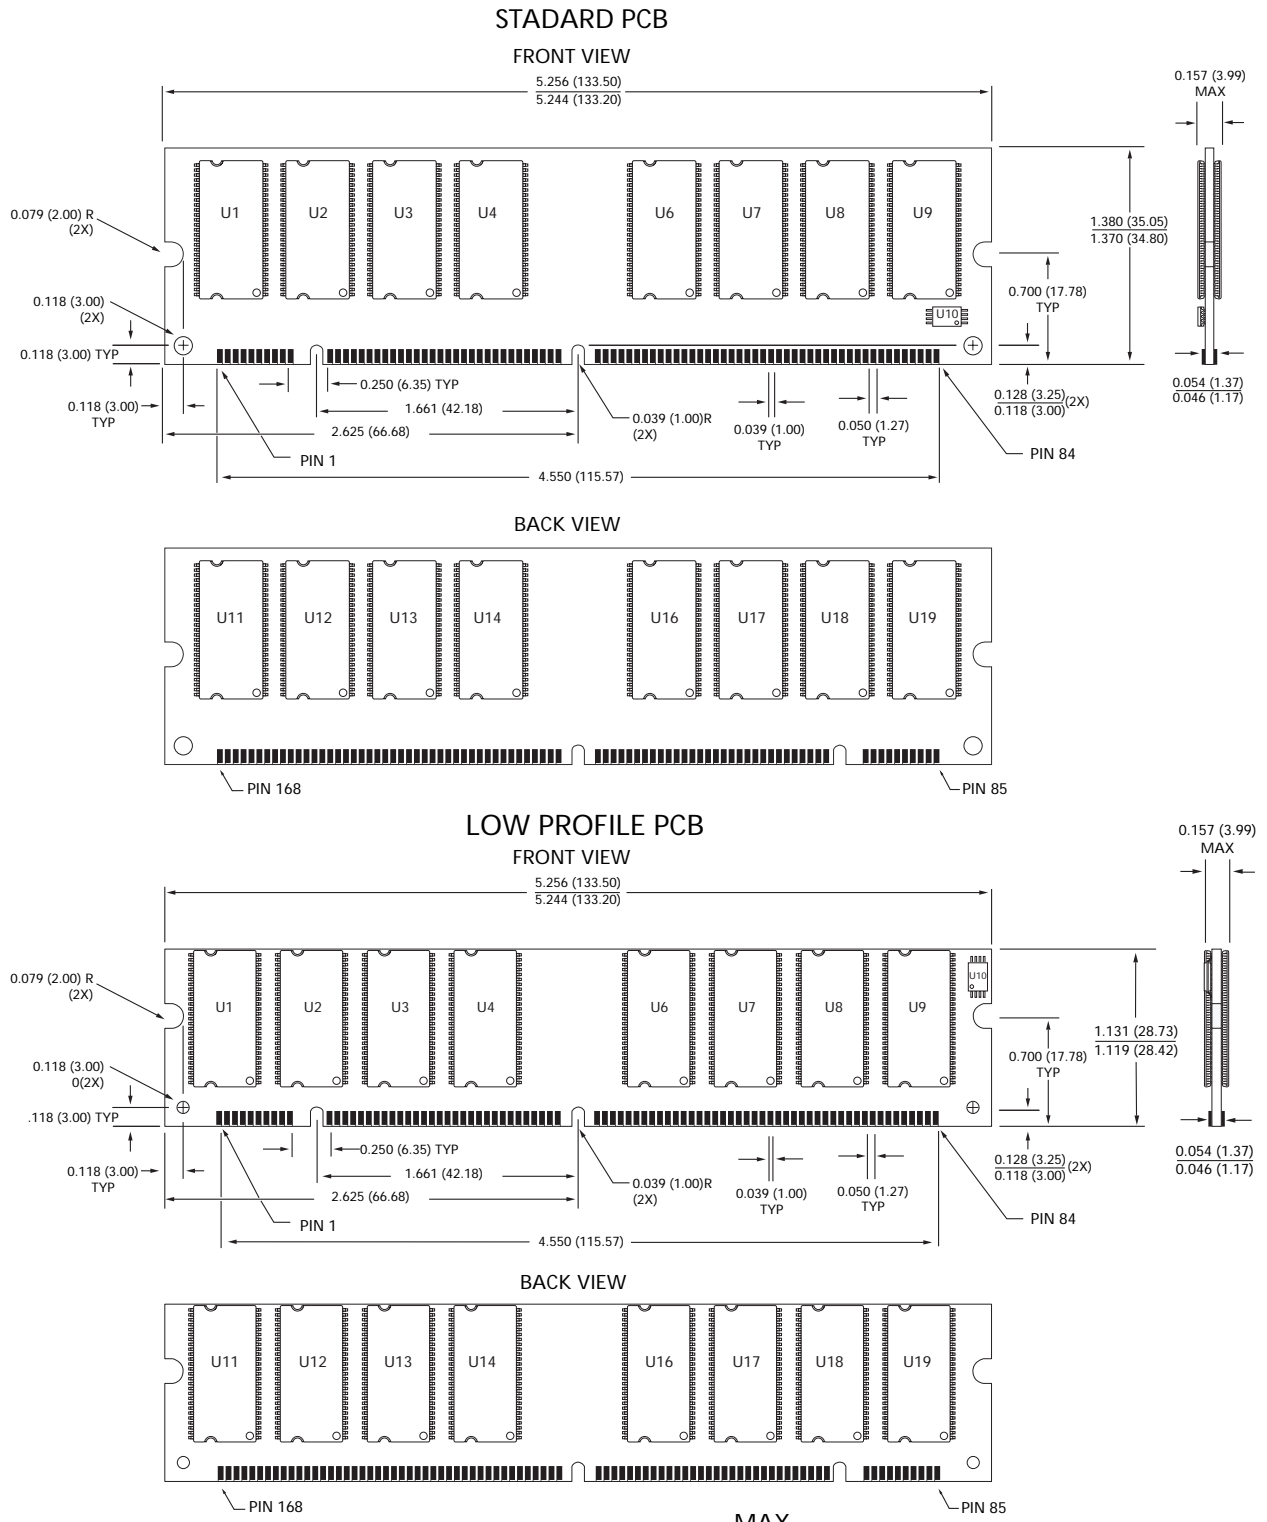 STADARD PCB
FRONT VIEW
5.256 (133.50)
5.244 (133.20)
0.157 (3.99)
MAX
U1
U2
U3
U4
U6
U7
U8
U9
0.079 (2.00) R
(2X)
1.380 (35.05)
1.370 (34.80)
0.118 (3.00)
(2X)
0.700 (17.78)
TYP
U10
0.118 (3.00) TYP
0.250 (6.35) TYP
0.118 (3.00)
TYP
1.661 (42.18)
2.625 (66.68)
0.039 (1.00)R
(2X)
0.039 (1.00)
TYP
0.050 (1.27)
TYP
0.128 (3.25)
0.118 (3.00)
(2X)
0.054 (1.37)
0.046 (1.17)
PIN 1
PIN 84
4.550 (115.57)
BACK VIEW
U11
U12
U13
U14
U16
U17
U18
U19
PIN 168
PIN 85
LOW PROFILE PCB
FRONT VIEW
5.256 (133.50)
5.244 (133.20)
0.157 (3.99)
MAX
0.079 (2.00) R
(2X)
U1
U2
U3
U4
U6
U7
U8
U9
U10
1.131 (28.73)
1.119 (28.42)
0.118 (3.00)
0(2X)
0.700 (17.78)
TYP
.118 (3.00) TYP
0.250 (6.35) TYP
0.118 (3.00)
TYP
1.661 (42.18)
2.625 (66.68)
0.039 (1.00)R
(2X)
0.039 (1.00)
TYP
0.050 (1.27)
TYP
0.128 (3.25)
0.118 (3.00)
(2X)
0.054 (1.37)
0.046 (1.17)
PIN 1
PIN 84
4.550 (115.57)
BACK VIEW
U11
U12
U13
U14
U16
U17
U18
U19
PIN 168
PIN 85
MAX